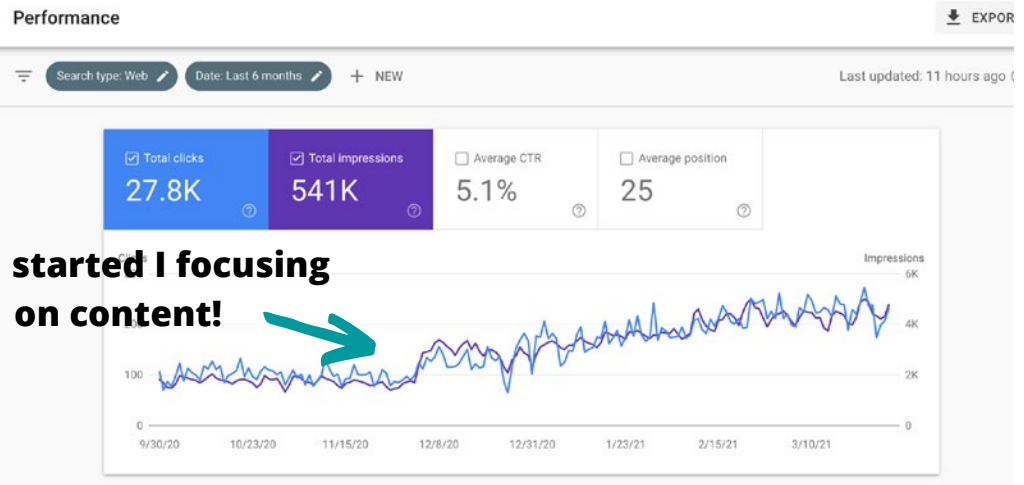 Performance
EXPOR
Search type: Web
Date: Last 6 months
+ NEW
Last updated: 11 hours ago
Total clicks
27.8K
Total impressions
541K
Average CTR
5.1%
Average position
25
started I focusing
on content!
Impressions
6K
4K
100
2K
0
0
9/30/20
10/23/20
11/15/20
12/8/20
12/31/20
1/23/21
2/15/21
3/10/21